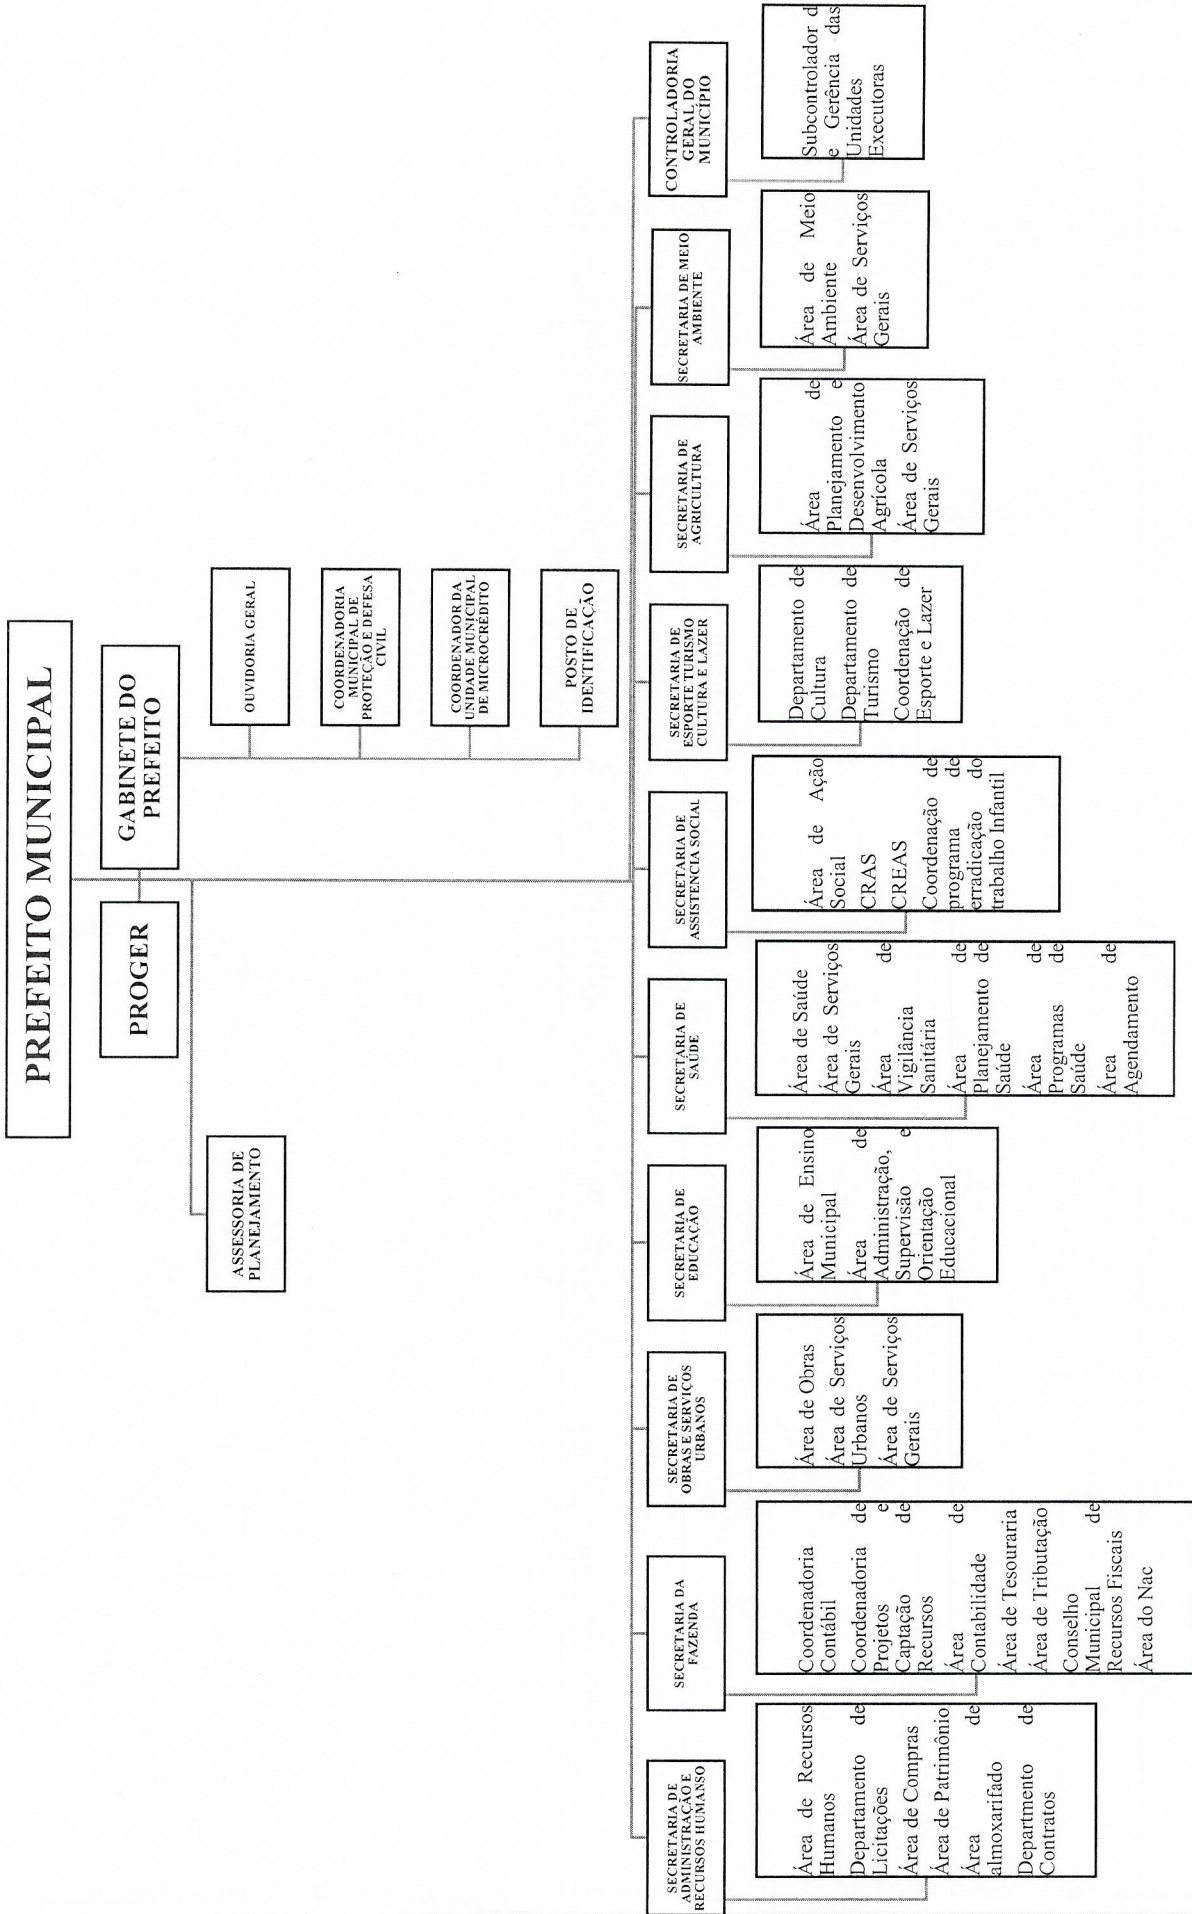 PREFEITO MUNICIPAL
PROGER
GABINETE DO
PREFEITO
ASSESSORIA DE
PLANEJAMENTO
OUVIDORIA GERAL
COORDENADORIA
MUNICIPAL DE
PROTEÇÃO E DEFESA
CIVIL
COORDENADOR DA
UNIDADE MUNICIPAL
DE MICROCRÉDITO
POSTO DE
IDENTIFICAÇÃO
SECRETARIA DE
ADMINISTRAÇÃO E
RECURSOS HUMANSO
Área de Recursos
Humanos
Departamento de
Licitações
Área de Compras
Área de Patrimônio
Área de
almoxarifado
Departmento de
Contratos
SECRETARIA DA
FAZENDA
Coordenadoria
Contábil
Coordenadoria de
Projetos e
Captação de
Recursos
Área de
Contabilidade
Área de Tesouraria
Área de Tributação
Conselho
Municipal de
Recursos Fiscais
Área do Nac
SECRETARIA DE
OBRAS E SERVIÇOS
URBANOS
Área de Obras
Área de Serviços
Urbanos
Área de Serviços
Gerais
SECRETARIA DE
EDUCAÇÃO
Área de Ensino
Municipal
Área de
Administração,
Supervisão e
Orientação
Educacional
SECRETARIA DE
SAÚDE
Área de Saúde
Área de Serviços
Gerais
Área de
Vigilância
Sanitária
Área de
Planejamento de
Saúde
Área de
Programas de
Saúde
Área de
Agendamento
SECRETARIA DE
ASSISTENCIA SOCIAL
Área de Ação
Social
CRAS
CREAS
Coordenação de
programa de
erradicação do
trabalho Infantil
SECRETARIA DE
ESPORTE TURISMO
CULTURA E LAZER
Departamento de
Cultura
Departamento de
Turismo
Coordenação de
Esporte e Lazer
SECRETARIA DE
AGRICULTURA
Área de
Planejamento e
Desenvolvimento
Agrícola
Área de Serviços
Gerais
SECRETARIA DE MEIO
AMBIENTE
Área de Meio
Ambiente
Área de Serviços
Gerais
CONTROLADORIA
GERAL DO
MUNICÍPIO
Subcontrolador d
e Gerência das
Unidades
Executoras